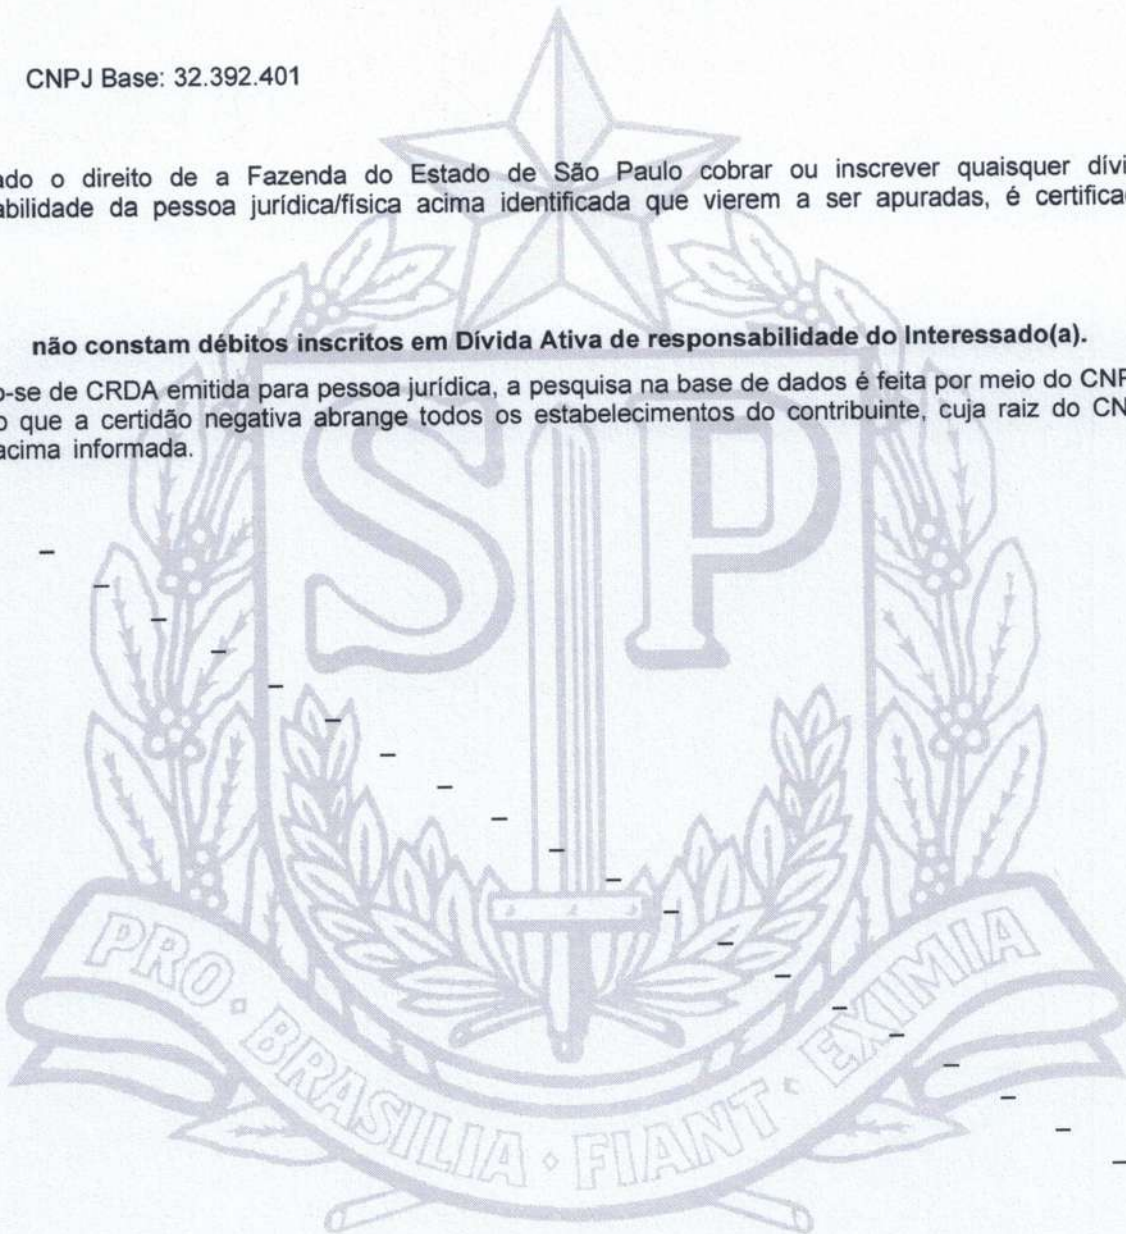 CNPJ Base: 32.392.401
ado o direito de a Fazenda do Estado de São Paulo cobrar ou inscrever quaisquer dívi
abilidade da pessoa jurídica/física acima identificada que vierem a ser apuradas, é certifica
não constam débitos inscritos em Dívida Ativa de responsabilidade do Interessado(a).
o-se de CRDA emitida para pessoa jurídica, a pesquisa na base de dados é feita por meio do CNP
o que a certidão negativa abrange todos os estabelecimentos do contribuinte, cuja raiz do CN
acima informada.
SP
PRO · BRASILIA · FIANT · EXIMIA